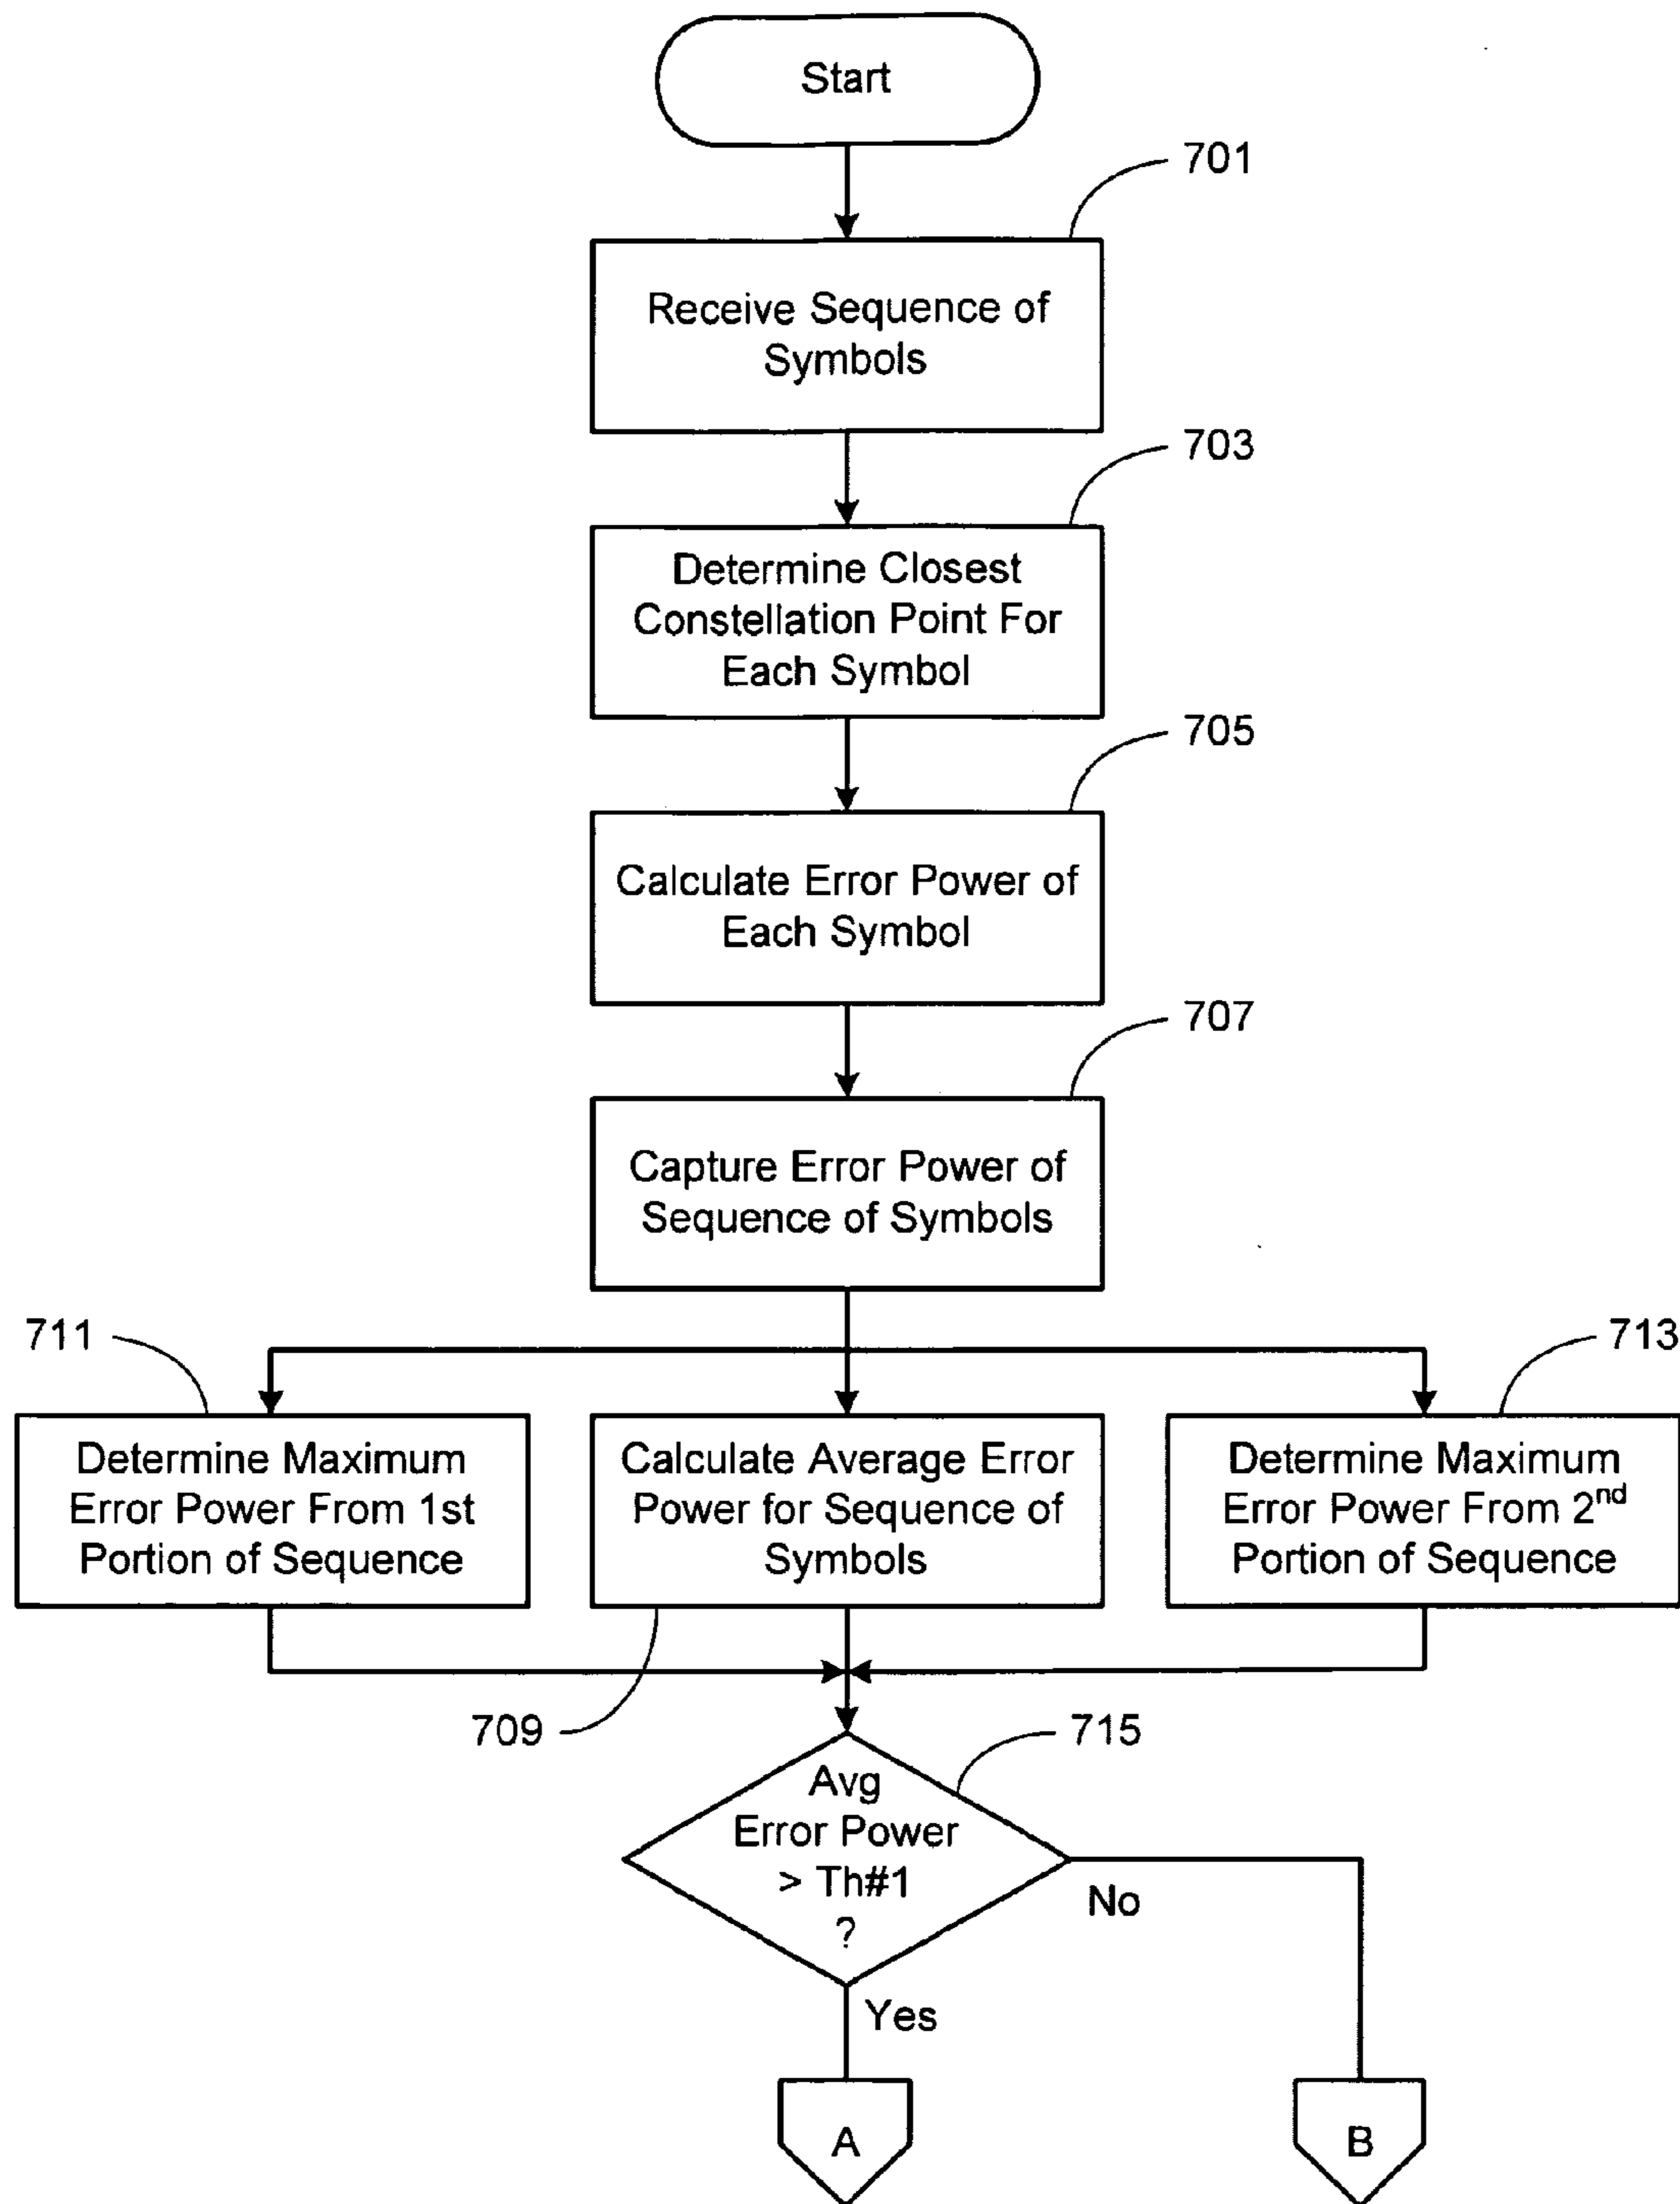 Start
701
Receive Sequence of
Symbols
703
Determine Closest
Constellation Point For
Each Symbol
705
Calculate Error Power of
Each Symbol
707
Capture Error Power of
Sequence of Symbols
711
713
Determine Maximum
Error Power From 1st
Portion of Sequence
Calculate Average Error
Power for Sequence of
Symbols
Determine Maximum
Error Power From 2nd
Portion of Sequence
709
715
Avg
Error Power
> Th#1
?
No
Yes
A
B